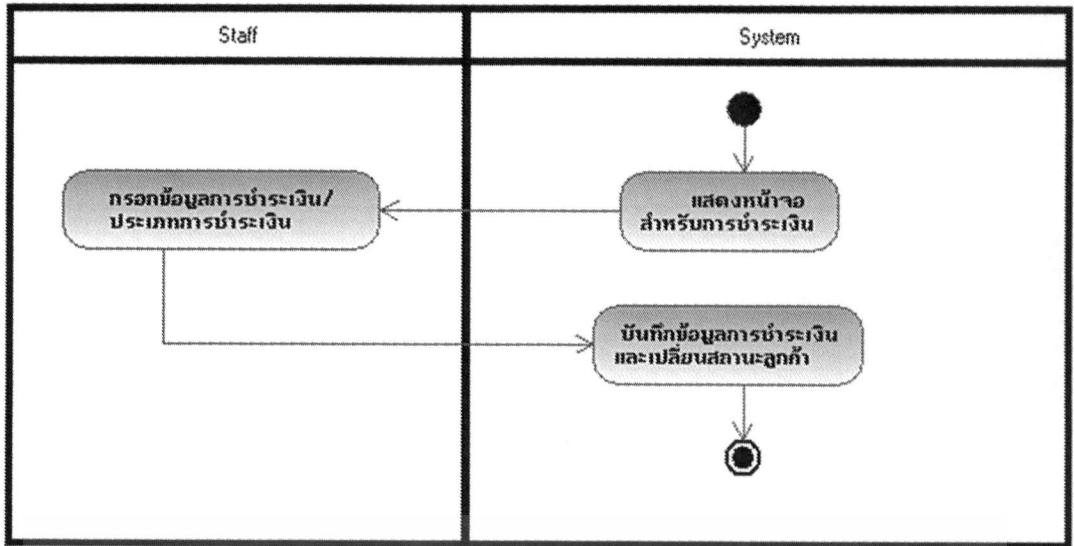 Staff
System
แสดงหน้าจอ
สำหรับการชำระเงิน
กรอกข้อมูลการชำระเงิน/
ประเภทการชำระเงิน
บันทึกข้อมูลการชำระเงิน
และเปลี่ยนสถานะลูกค้า